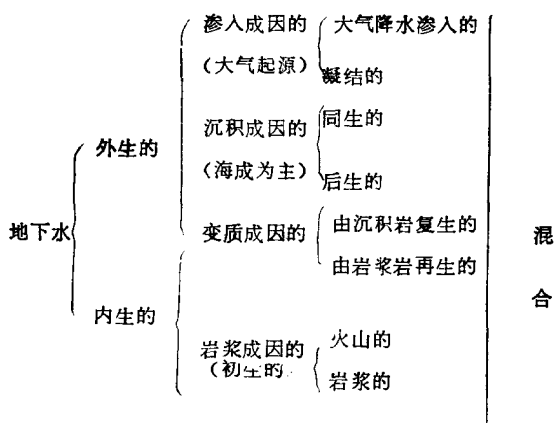 渗入成因的 大气降水渗入的
(大气起源) 凝结的
沉积成因的 同生的
外生的
(海成为主) 后生的
地下水 变质成因的 由沉积岩复生的 混
由岩浆岩再生的
内生的 合
岩浆成因的 火山的
(初生的 岩浆的